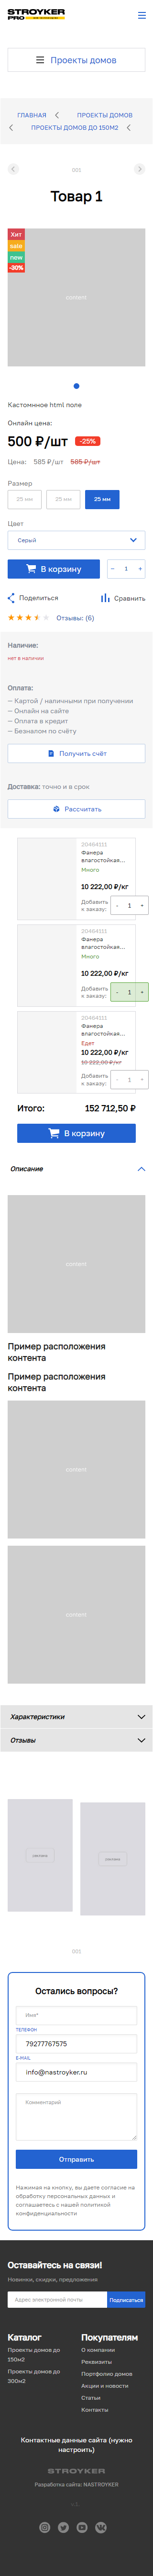 STROYKER
PRO
Проекты домов
ГЛАВНАЯ
ПРОЕКТЫ ДОМОВ
ПРОЕКТЫ ДОМОВ ДО 150М2
001
Товар 1
Хит
sale
new
-30%
content
Кастомнное html поле
Онлайн цена:
500 ₽/шт -25%
Цена: 585 ₽/шт 585 ₽/шт
Размер
25 мм 25 мм 25 мм
Цвет
Серый
В корзину
− 1 +
Поделиться
Сравнить
Отзывы: (6)
Наличие:
нет в наличии
Оплата:
— Картой / наличными при получении
— Онлайн на сайте
— Оплата в кредит
— Безналом по счёту
Получить счёт
Доставка: точно и в срок
Рассчитать
20484111
Фанера
влагостойкая...
Много
10 222,00 ₽/кг
Добавить
к заказу:
- 1 +
20484111
Фанера
влагостойкая...
Много
10 222,00 ₽/кг
Добавить
к заказу:
- 1 +
20484111
Фанера
влагостойкая...
Едет
10 222,00 ₽/кг
10 222,00 ₽/кг
Добавить
к заказу:
- 1 +
Итого: 152 712,50 ₽
В корзину
Описание
content
Пример расположения
контента
Пример расположения
контента
content
content
Характеристики
Отзывы
001
Остались вопросы?
Имя*
ТЕЛЕФОН
79277767575
E-MAIL
info@nastroyker.ru
Комментарий
Отправить
Нажимая на кнопку, вы даете согласие на
обработку персональных данных и
соглашаетесь с нашей политикой
конфиденциальности
Оставайтесь на связи!
Новинки, скидки, предложения
Адрес электронной почты
Подписаться
Каталог
Проекты домов до
150м2
Проекты домов до
300м2
Покупателям
О компании
Реквизиты
Портфолио домов
Акции и новости
Статьи
Контакты
Контактные данные сайта (нужно
настроить)
STROYKER
Разработка сайта: NASTROYKER